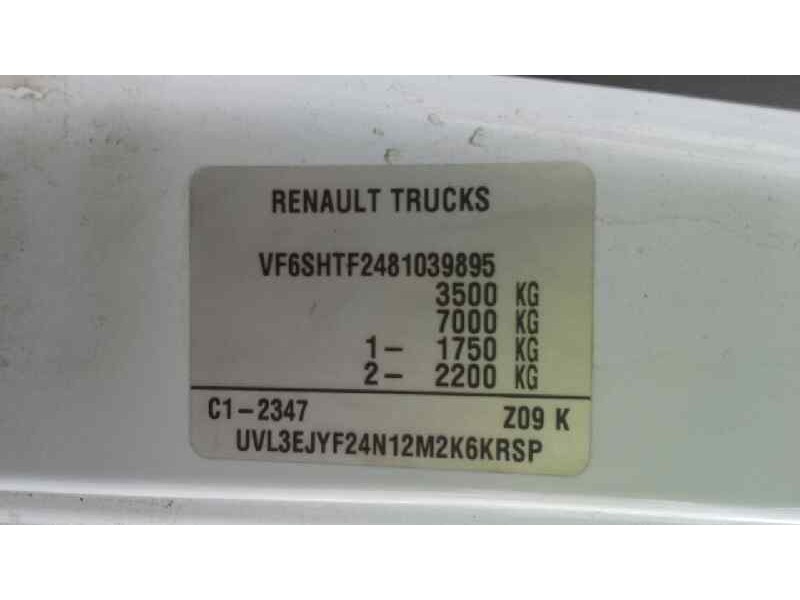 RENAULT TRUCKS
VF6SHTF2481039895
3500 KG
7000 KG
1- 1750 KG
2- 2200 KG
C1-2347 Z09 K
UVL3EJYF24N12M2K6KRSP